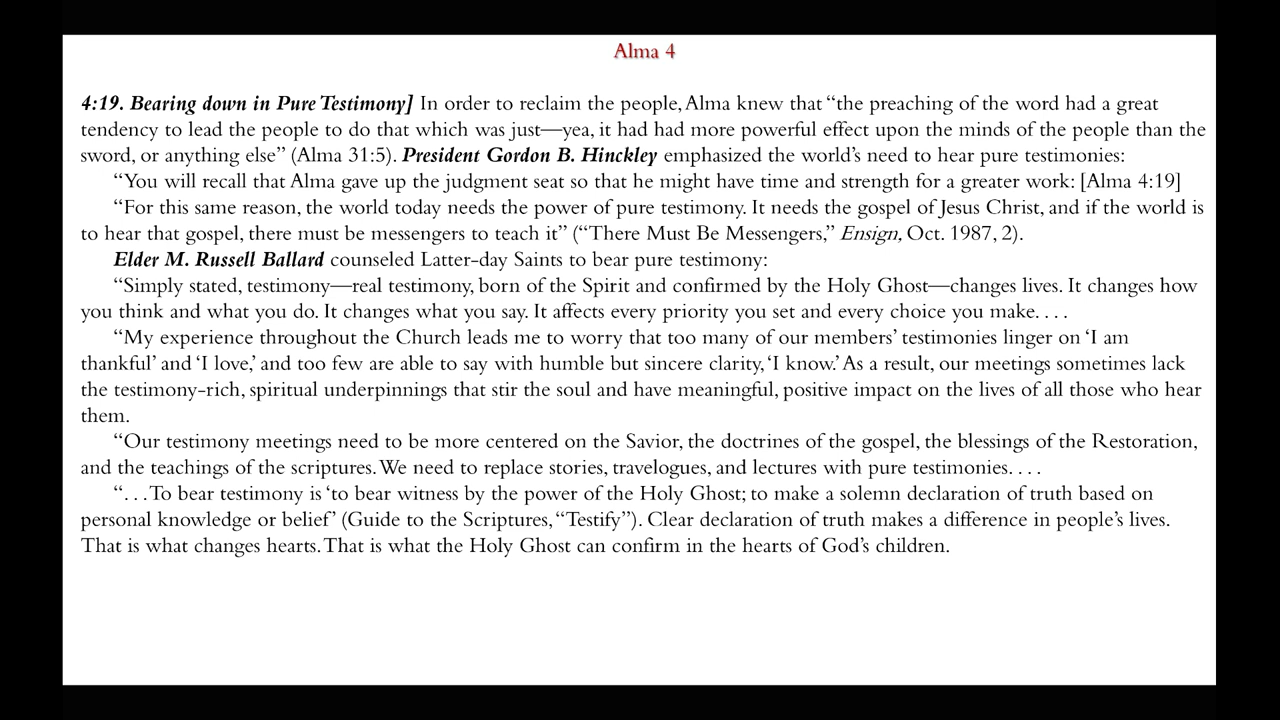 Alma 4
4:19. Bearing down in Pure Testimony] In order to reclaim the people, Alma knew that “the preaching of the word had a great
tendency to lead the people to do that which was just—yea, it had had more powerful effect upon the minds of the people than the
sword, or anything else” (Alma 31:5). President Gordon B. Hinckley emphasized the world’s need to hear pure testimonies:
“You will recall that Alma gave up the judgment seat so that he might have time and strength for a greater work: [Alma 4:19]
“For this same reason, the world today needs the power of pure testimony. It needs the gospel of Jesus Christ, and if the world is
to hear that gospel, there must be messengers to teach it” (“There Must Be Messengers,” Ensign, Oct. 1987, 2).
Elder M. Russell Ballard counseled Latter-day Saints to bear pure testimony:
“Simply stated, testimony—real testimony, born of the Spirit and confirmed by the Holy Ghost—changes lives. It changes how
you think and what you do. It changes what you say. It affects every priority you set and every choice you make. . . .
“My experience throughout the Church leads me to worry that too many of our members’ testimonies linger on ‘I am
thankful’ and ‘I love,’ and too few are able to say with humble but sincere clarity, ‘I know.’ As a result, our meetings sometimes lack
the testimony-rich, spiritual underpinnings that stir the soul and have meaningful, positive impact on the lives of all those who hear
them.
“Our testimony meetings need to be more centered on the Savior, the doctrines of the gospel, the blessings of the Restoration,
and the teachings of the scriptures. We need to replace stories, travelogues, and lectures with pure testimonies. . . .
“. . . To bear testimony is ‘to bear witness by the power of the Holy Ghost; to make a solemn declaration of truth based on
personal knowledge or belief’ (Guide to the Scriptures, “Testify”). Clear declaration of truth makes a difference in people’s lives.
That is what changes hearts. That is what the Holy Ghost can confirm in the hearts of God’s children.